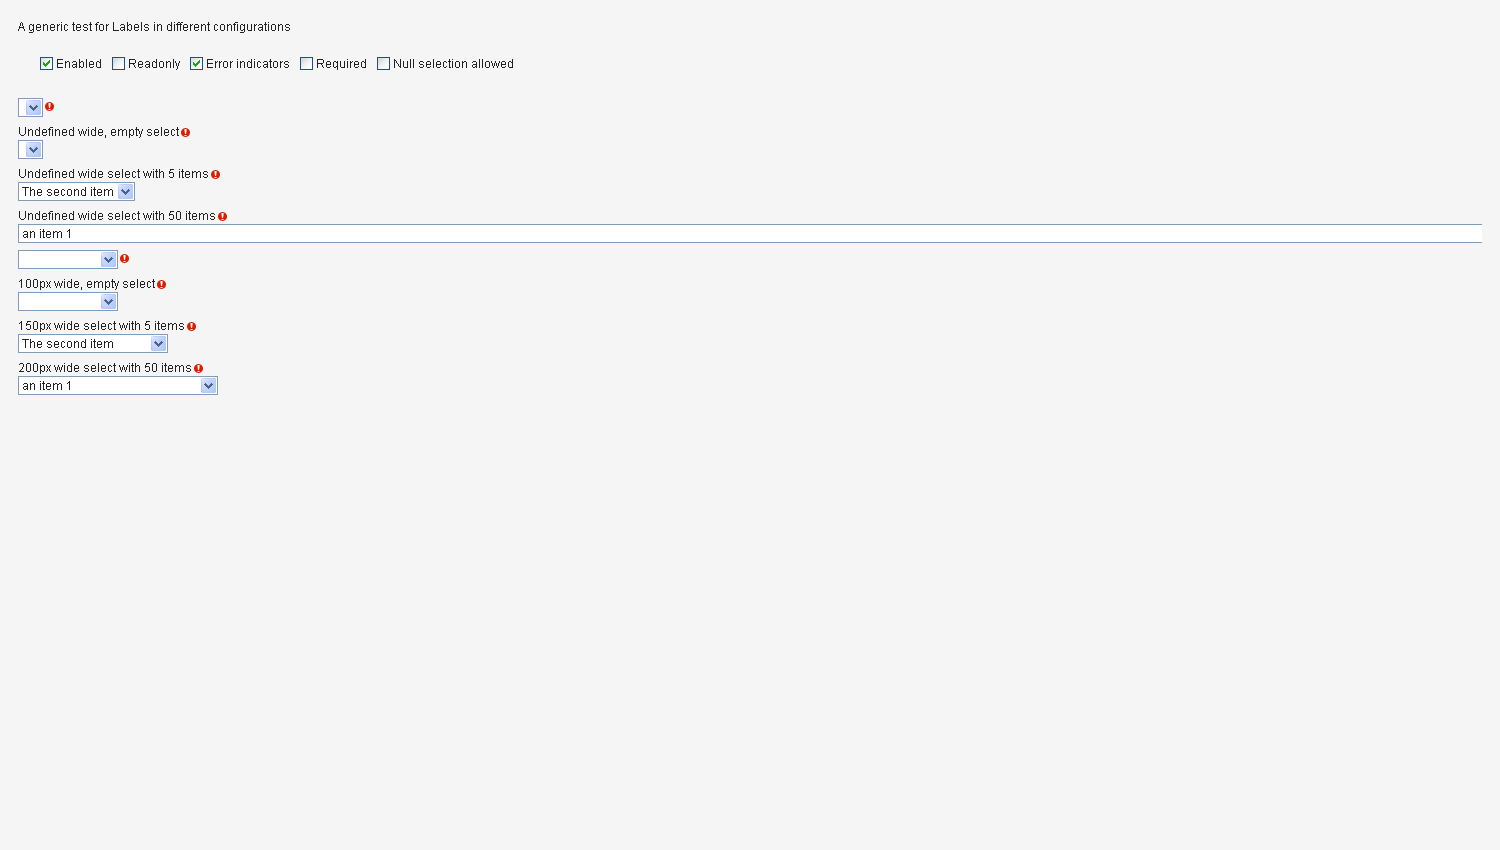 A generic test for Labels in different configurations
Enabled Readonly Error indicators Required Null selection allowed
Undefined wide, empty select
Undefined wide select with 5 items
The second item
Undefined wide select with 50 items
an item 1
100px wide, empty select
150px wide select with 5 items
The second item
200px wide select with 50 items
an item 1